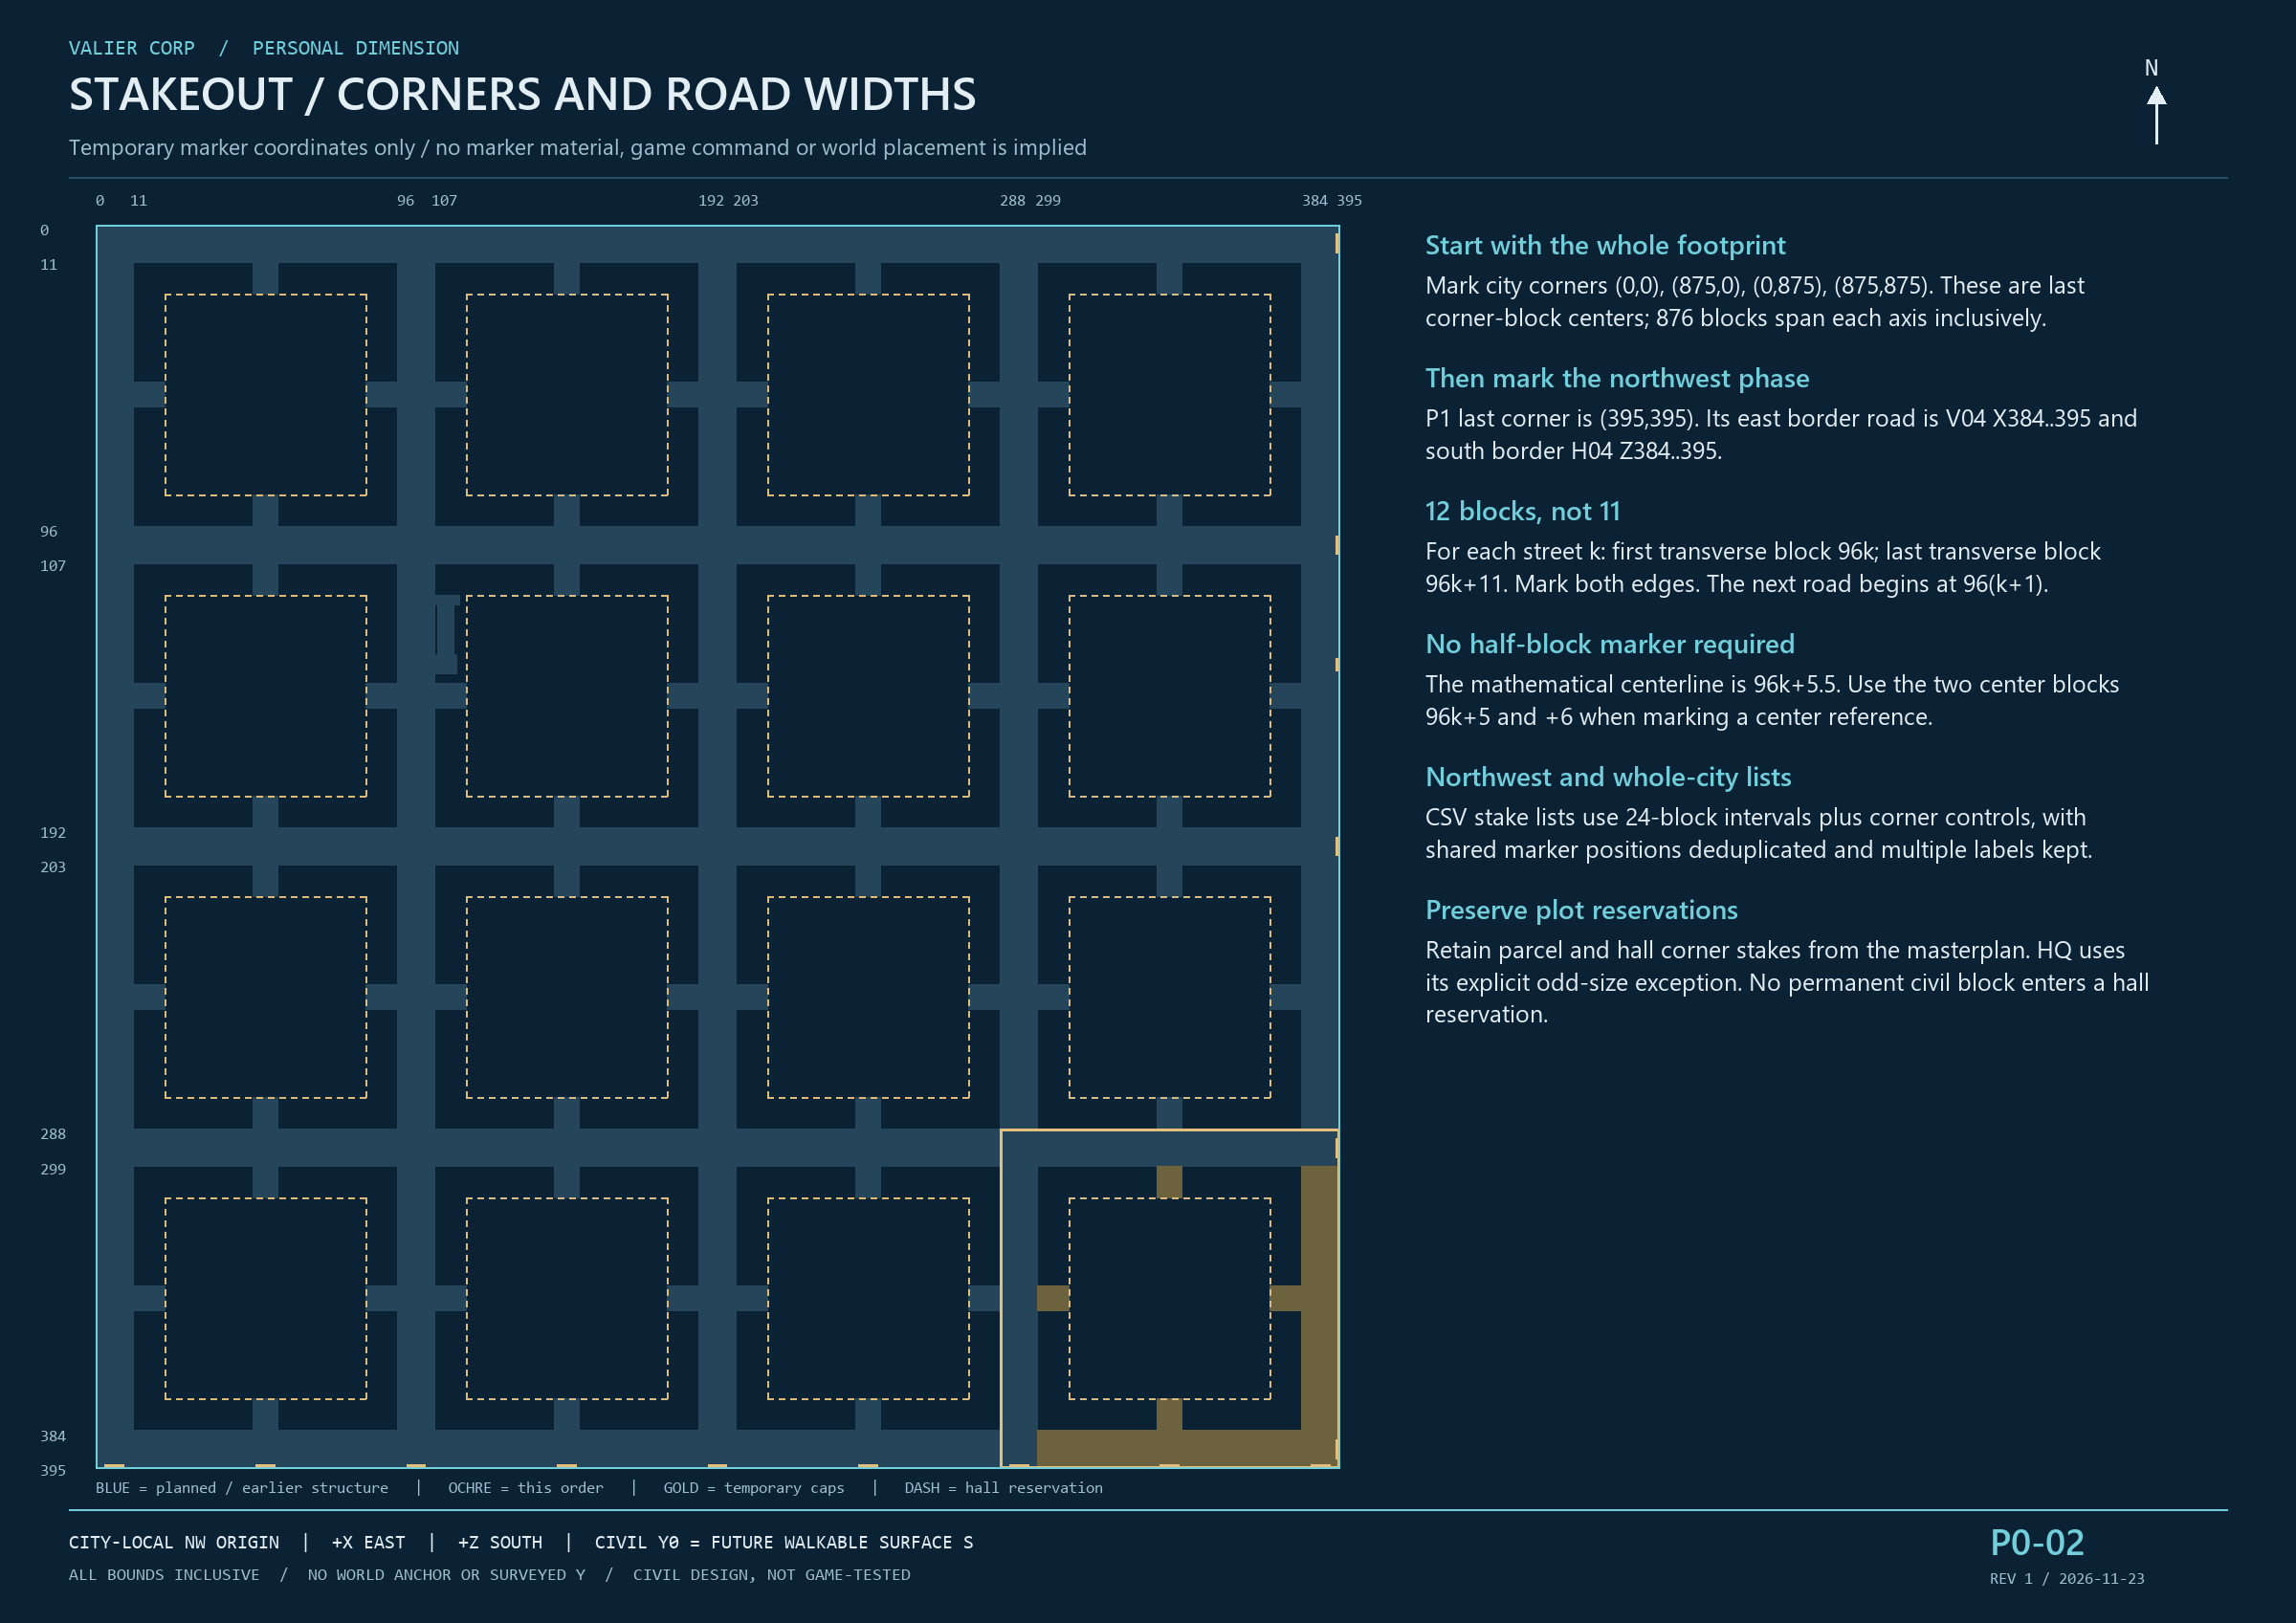 VALIER CORP / PERSONAL DIMENSION
STAKEOUT / CORNERS AND ROAD WIDTHS
Temporary marker coordinates only / no marker material, game command or world placement is implied
N
0 11 96 107 192 203 288 299 384 395
0
11
96
107
192
203
288
299
384
395
Start with the whole footprint
Mark city corners (0,0), (875,0), (0,875), (875,875). These are last
corner-block centers; 876 blocks span each axis inclusively.
Then mark the northwest phase
P1 last corner is (395,395). Its east border road is V04 X384..395 and
south border H04 Z384..395.
12 blocks, not 11
For each street k: first transverse block 96k; last transverse block
96k+11. Mark both edges. The next road begins at 96(k+1).
No half-block marker required
The mathematical centerline is 96k+5.5. Use the two center blocks
96k+5 and +6 when marking a center reference.
Northwest and whole-city lists
CSV stake lists use 24-block intervals plus corner controls, with
shared marker positions deduplicated and multiple labels kept.
Preserve plot reservations
Retain parcel and hall corner stakes from the masterplan. HQ uses
its explicit odd-size exception. No permanent civil block enters a hall
reservation.
BLUE = planned / earlier structure | OCHRE = this order | GOLD = temporary caps | DASH = hall reservation
CITY-LOCAL NW ORIGIN | +X EAST | +Z SOUTH | CIVIL Y0 = FUTURE WALKABLE SURFACE S
ALL BOUNDS INCLUSIVE / NO WORLD ANCHOR OR SURVEYED Y / CIVIL DESIGN, NOT GAME-TESTED
P0-02
REV 1 / 2026-11-23